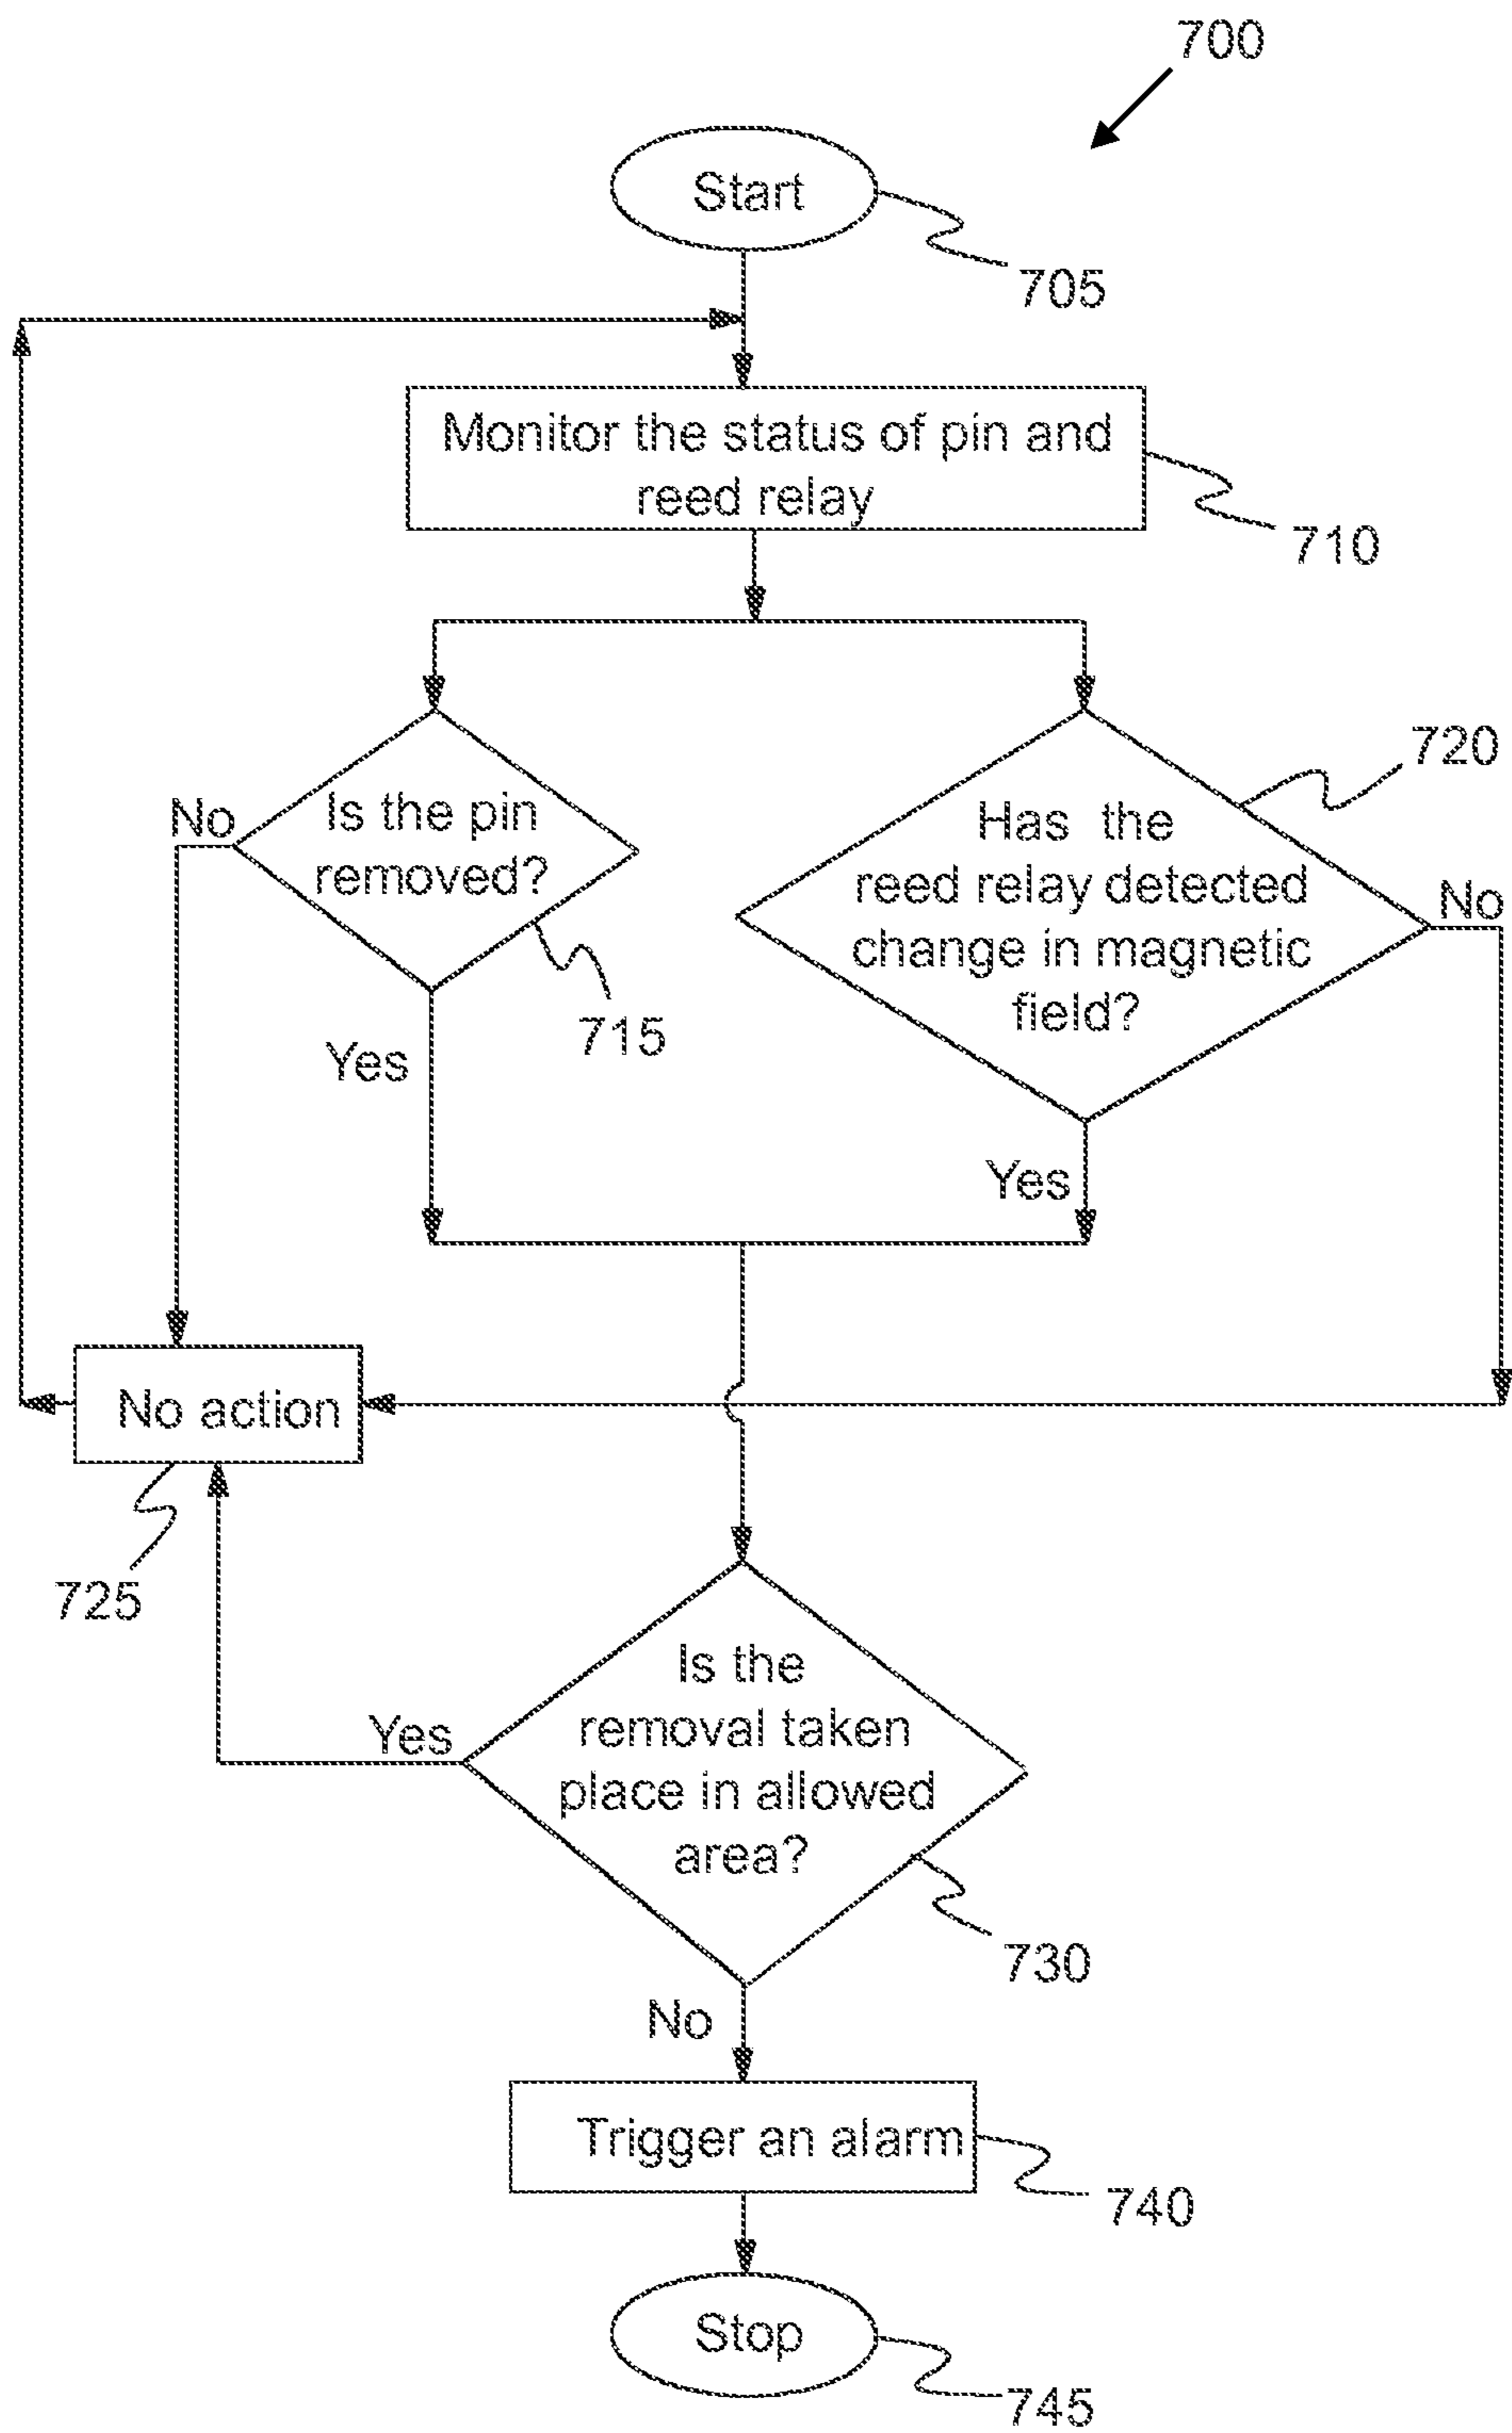 700
Start
705
Monitor the status of pin and
reed relay
710
720
No
Is the pin
removed?
715
Yes
Has the
reed relay detected
change in magnetic
field?
No
Yes
No action
725
Is the
removal taken
place in allowed
area?
Yes
730
No
Trigger an alarm
740
Stop
745